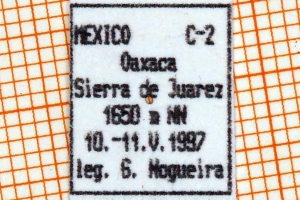 MEXICO C-2
Oaxaca
Sierra de Juarez
1650 m NN
10.-11.V.1997
leg. G. Nogueira